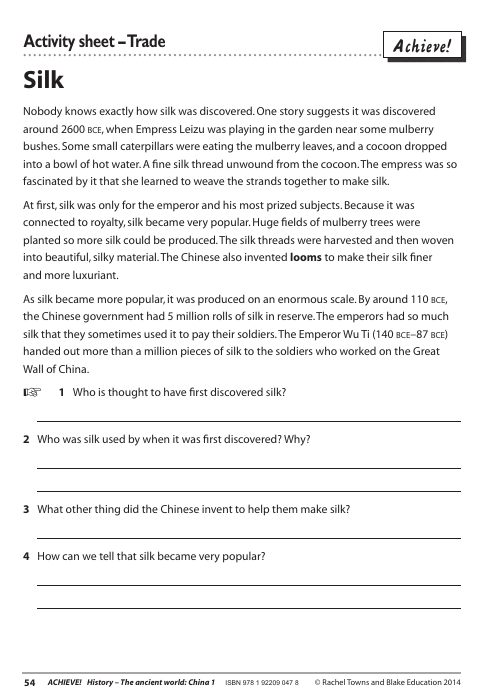 Activity sheet – Trade
Achieve!
Silk
Nobody knows exactly how silk was discovered. One story suggests it was discovered
around 2600 BCE, when Empress Leizu was playing in the garden near some mulberry
bushes. Some small caterpillars were eating the mulberry leaves, and a cocoon dropped
into a bowl of hot water. A fine silk thread unwound from the cocoon. The empress was so
fascinated by it that she learned to weave the strands together to make silk.
At first, silk was only for the emperor and his most prized subjects. Because it was
connected to royalty, silk became very popular. Huge fields of mulberry trees were
planted so more silk could be produced. The silk threads were harvested and then woven
into beautiful, silky material. The Chinese also invented looms to make their silk finer
and more luxuriant.
As silk became more popular, it was produced on an enormous scale. By around 110 BCE,
the Chinese government had 5 million rolls of silk in reserve. The emperors had so much
silk that they sometimes used it to pay their soldiers. The Emperor Wu Ti (140 BCE–87 BCE)
handed out more than a million pieces of silk to the soldiers who worked on the Great
Wall of China.
1 Who is thought to have first discovered silk?
2 Who was silk used by when it was first discovered? Why?
3 What other thing did the Chinese invent to help them make silk?
4 How can we tell that silk became very popular?
54 ACHIEVE! History – The ancient world: China 1 ISBN 978 1 92209 047 8 © Rachel Towns and Blake Education 2014